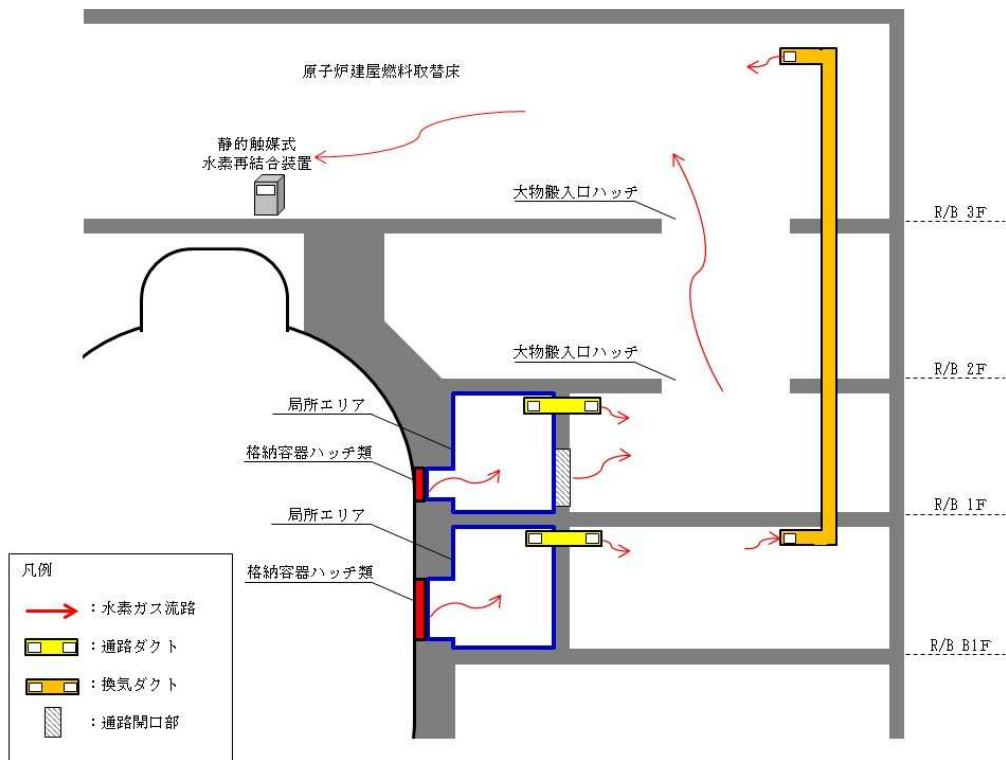 原子炉建屋燃料取替床
静的触媒式
水素再結合装置
大物搬入口ハッチ
R/B 3F
大物搬入口ハッチ
R/B 2F
局所エリア
格納容器ハッチ類
局所エリア
R/B 1F
格納容器ハッチ類
R/B B1F
凡例
：水素ガス流路
：通路ダクト
：換気ダクト
：通路開口部